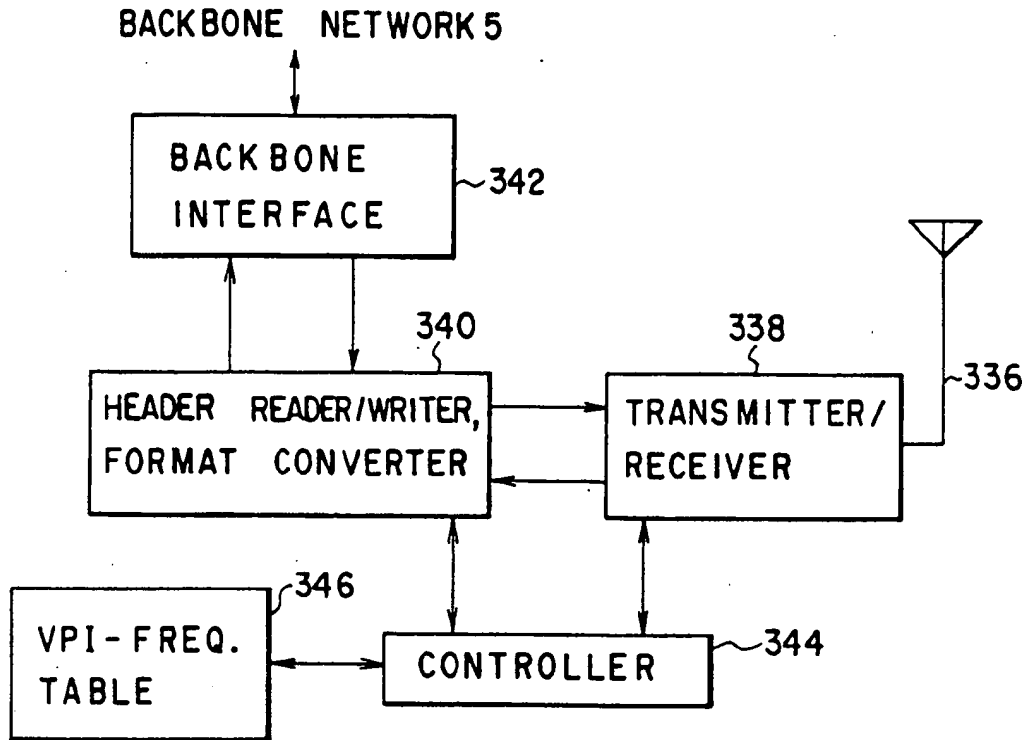 BACKBONE NETWORK 5
BACKBONE
INTERFACE
342
340
338
336
HEADER READER/WRITER,
FORMAT CONVERTER
TRANSMITTER/
RECEIVER
346
VPI-FREQ.
TABLE
CONTROLLER
344